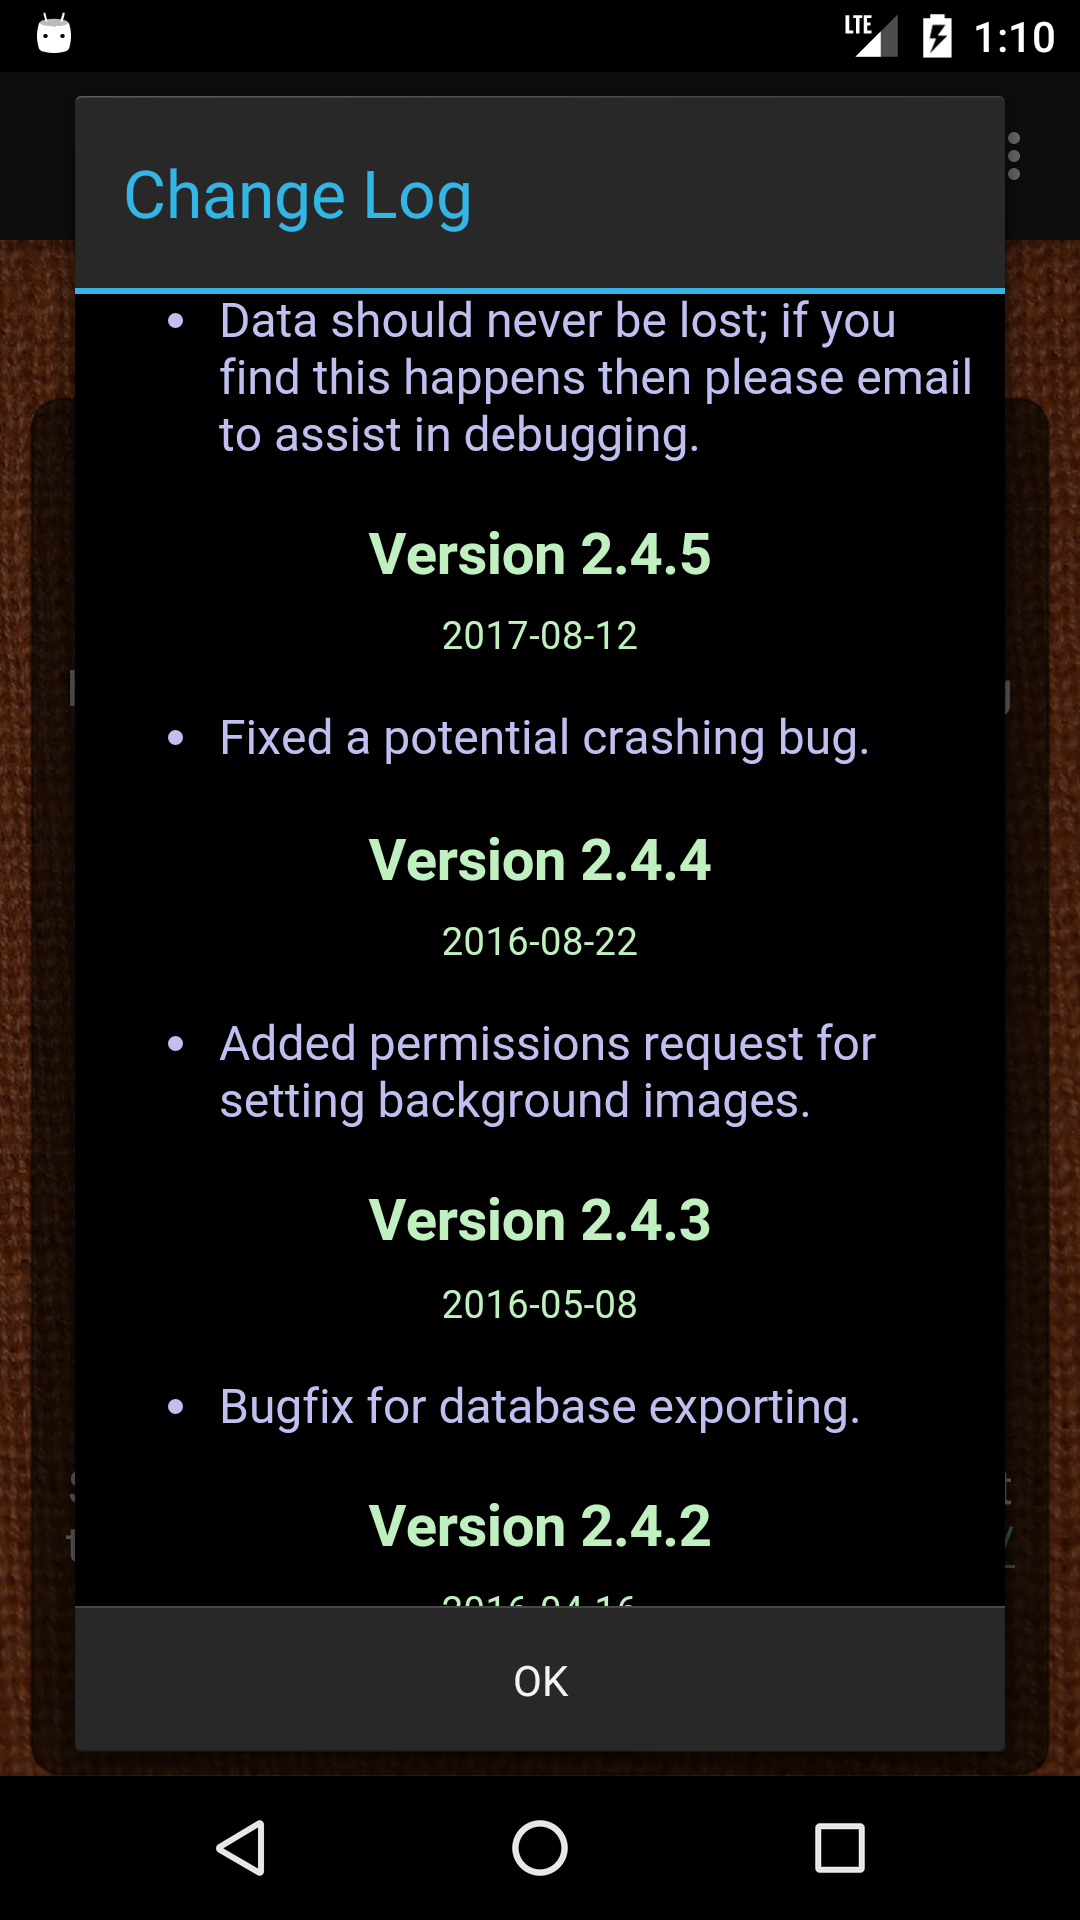 LTE 1:10
Change Log
• Data should never be lost; if you
find this happens then please email
to assist in debugging.
Version 2.4.5
2017-08-12
• Fixed a potential crashing bug.
Version 2.4.4
2016-08-22
• Added permissions request for
setting background images.
Version 2.4.3
2016-05-08
• Bugfix for database exporting.
Version 2.4.2
2016-04-16
OK